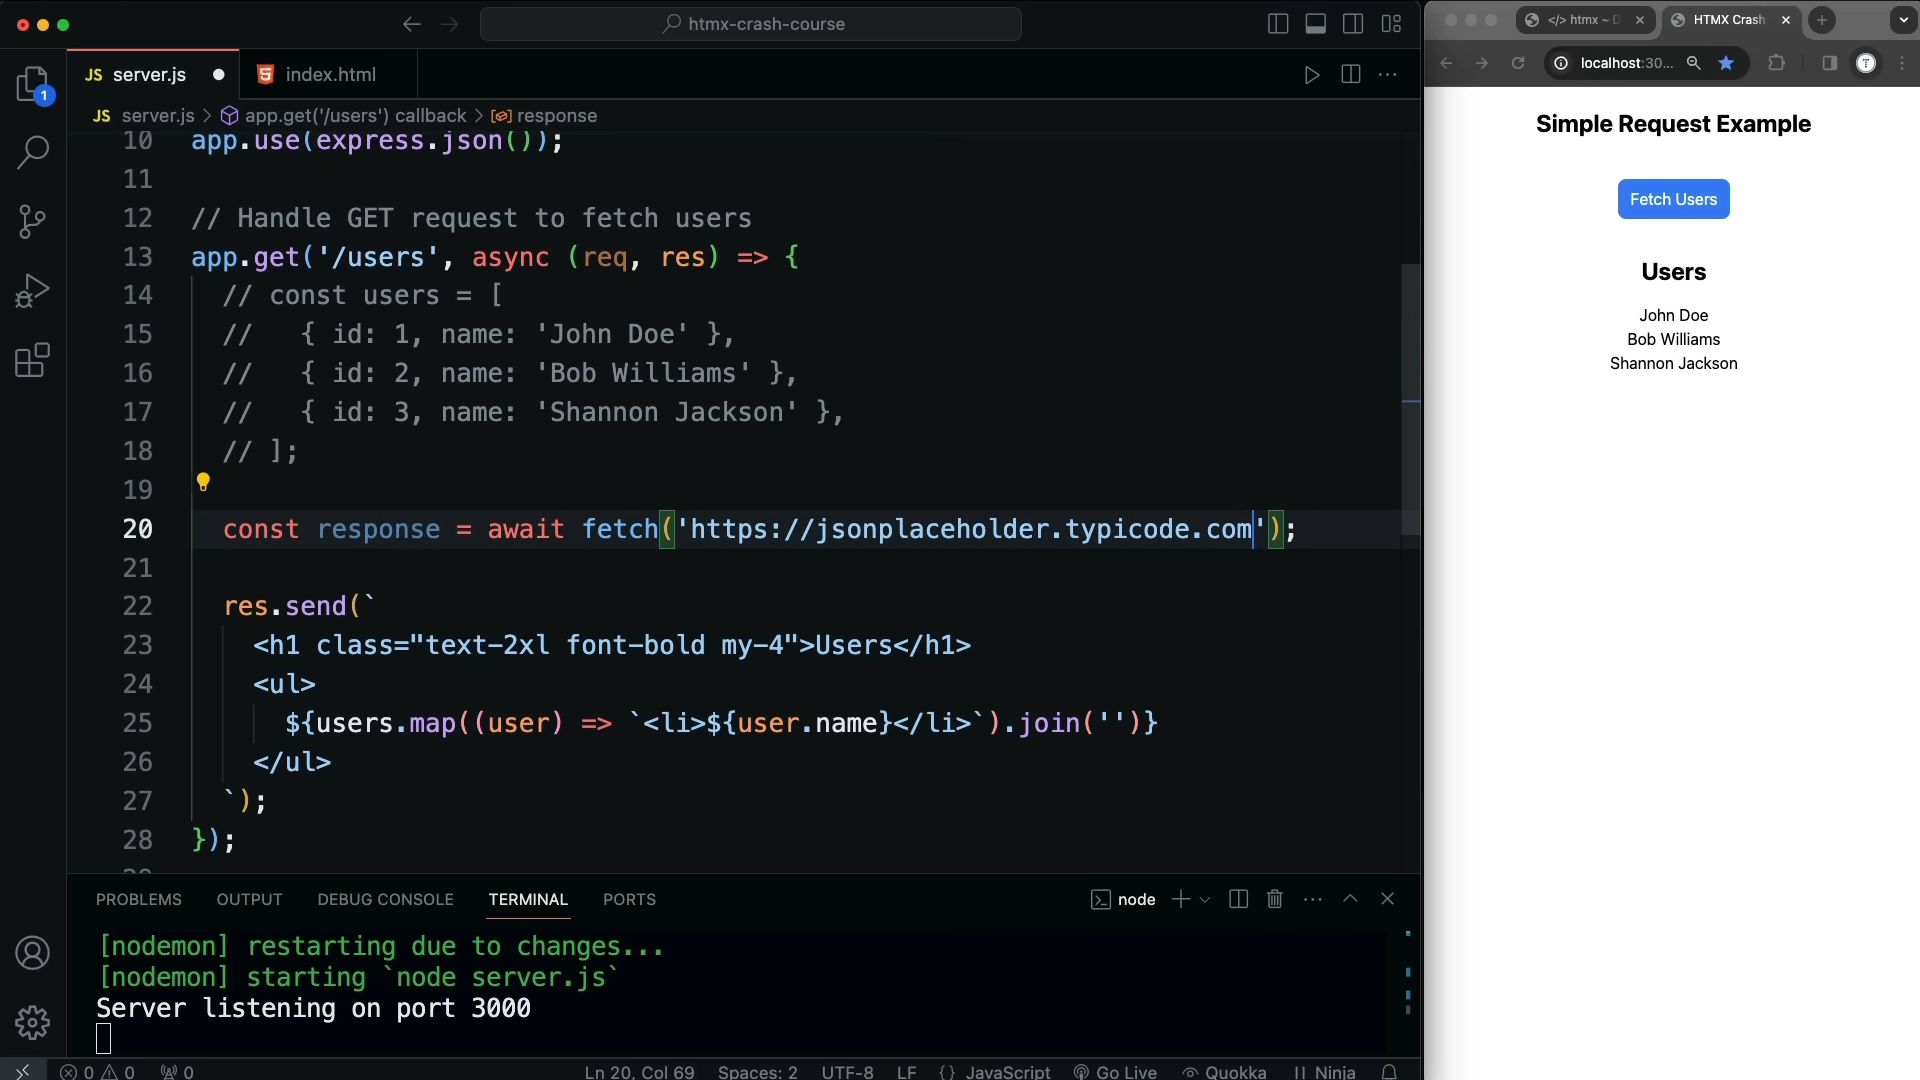 htmx-crash-course
</> htmx ~ D
HTMX Crash
JS server.js
index.html
localhost:30...
1
JS server.js > app.get('/users') callback > response
10 app.use(express.json());
11
12 // Handle GET request to fetch users
13 app.get('/users', async (req, res) => {
14 // const users = [
15 //   { id: 1, name: 'John Doe' },
16 //   { id: 2, name: 'Bob Williams' },
17 //   { id: 3, name: 'Shannon Jackson' },
18 // ];
19
20 const response = await fetch('https://jsonplaceholder.typicode.com');
21
22 res.send(`
23 <h1 class="text-2xl font-bold my-4">Users</h1>
24 <ul>
25 ${users.map((user) => `<li>${user.name}</li>`).join('')}
26 </ul>
27 `);
28 });
PROBLEMS OUTPUT DEBUG CONSOLE TERMINAL PORTS
node
[nodemon] restarting due to changes...
[nodemon] starting `node server.js`
Server listening on port 3000
0 0 0
Ln 20, Col 69 Spaces: 2 UTF-8 LF {} JavaScript Go Live Quokka Ninja
T
Simple Request Example
Fetch Users
Users
John Doe
Bob Williams
Shannon Jackson